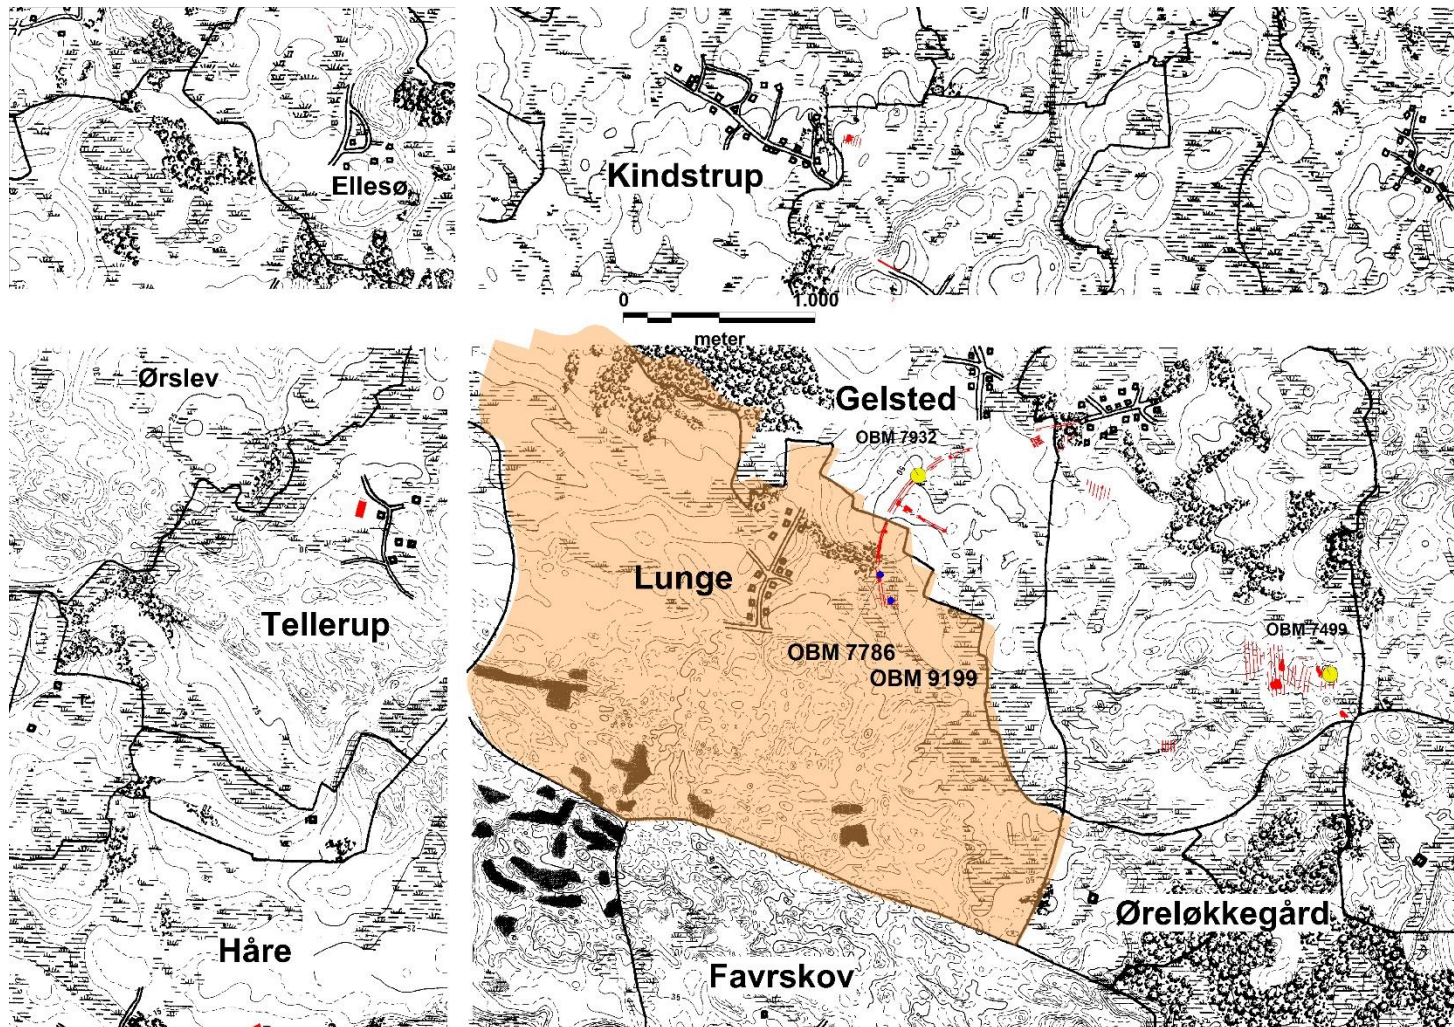 Ellesø
Kindstrup
0 1.000
meter
Ørslev
Gelsted
OBM 7932
Lunge
Tellerup
OBM 7499
OBM 7786
OBM 9199
Øreløkkegård
Håre
Favrskov
35